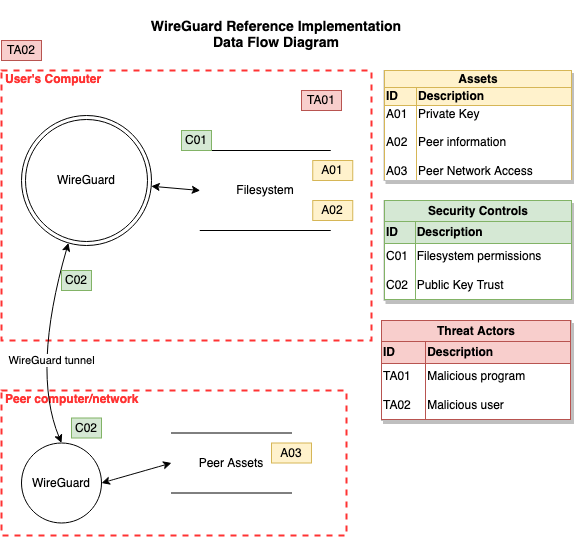 WireGuard Reference Implementation
Data Flow Diagram
TA02
User's Computer
TA01
C01
WireGuard
Filesystem
A01
A02
C02
WireGuard tunnel
Peer computer/network
C02
WireGuard
Peer Assets
A03
Assets
ID Description
A01 Private Key
A02 Peer information
A03 Peer Network Access
Security Controls
ID Description
C01 Filesystem permissions
C02 Public Key Trust
Threat Actors
ID Description
TA01 Malicious program
TA02 Malicious user